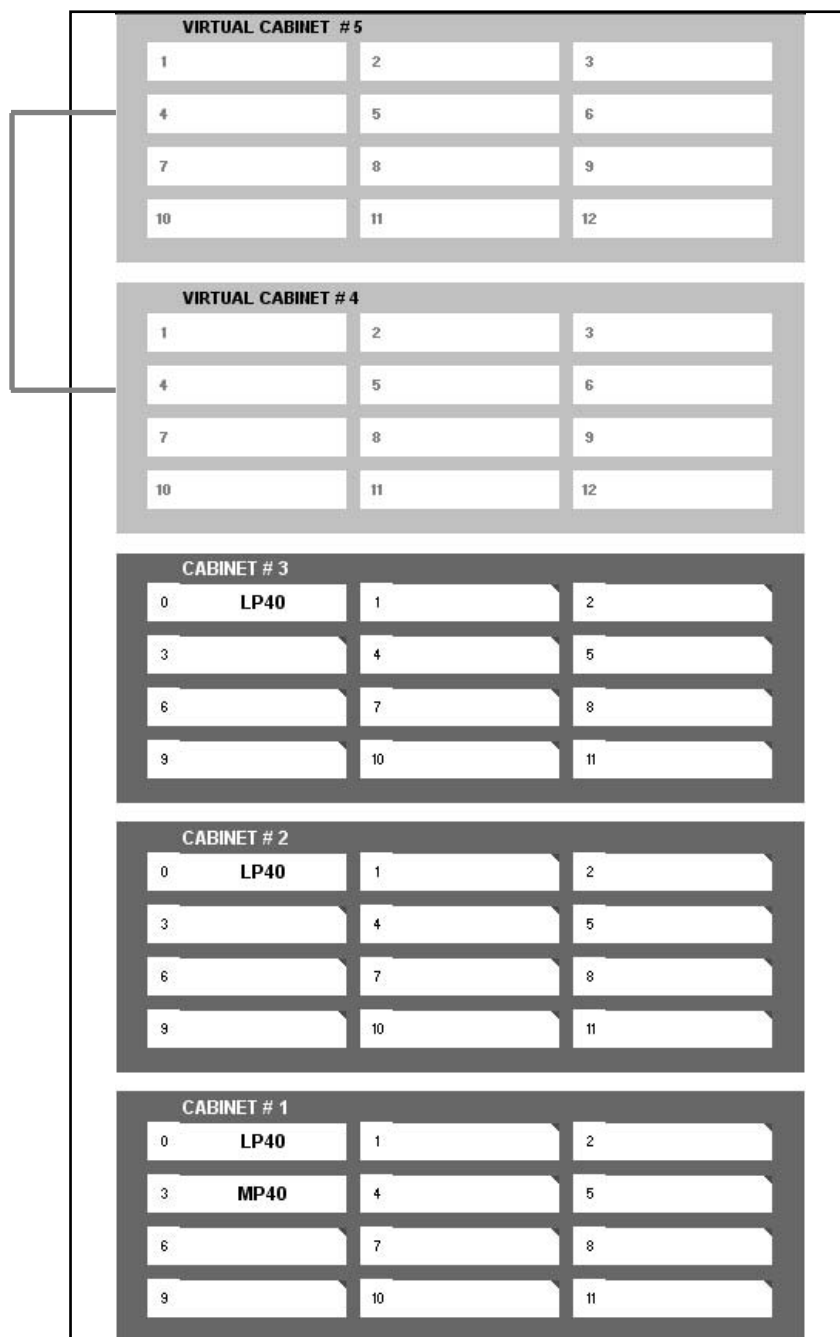 VIRTUAL CABINET # 5
1 2 3
4 5 6
7 8 9
10 11 12
VIRTUAL CABINET # 4
1 2 3
4 5 6
7 8 9
10 11 12
CABINET # 3
0 LP40 1 2
3 4 5
6 7 8
9 10 11
CABINET # 2
0 LP40 1 2
3 4 5
6 7 8
9 10 11
CABINET # 1
0 LP40 1 2
3 MP40 4 5
6 7 8
9 10 11